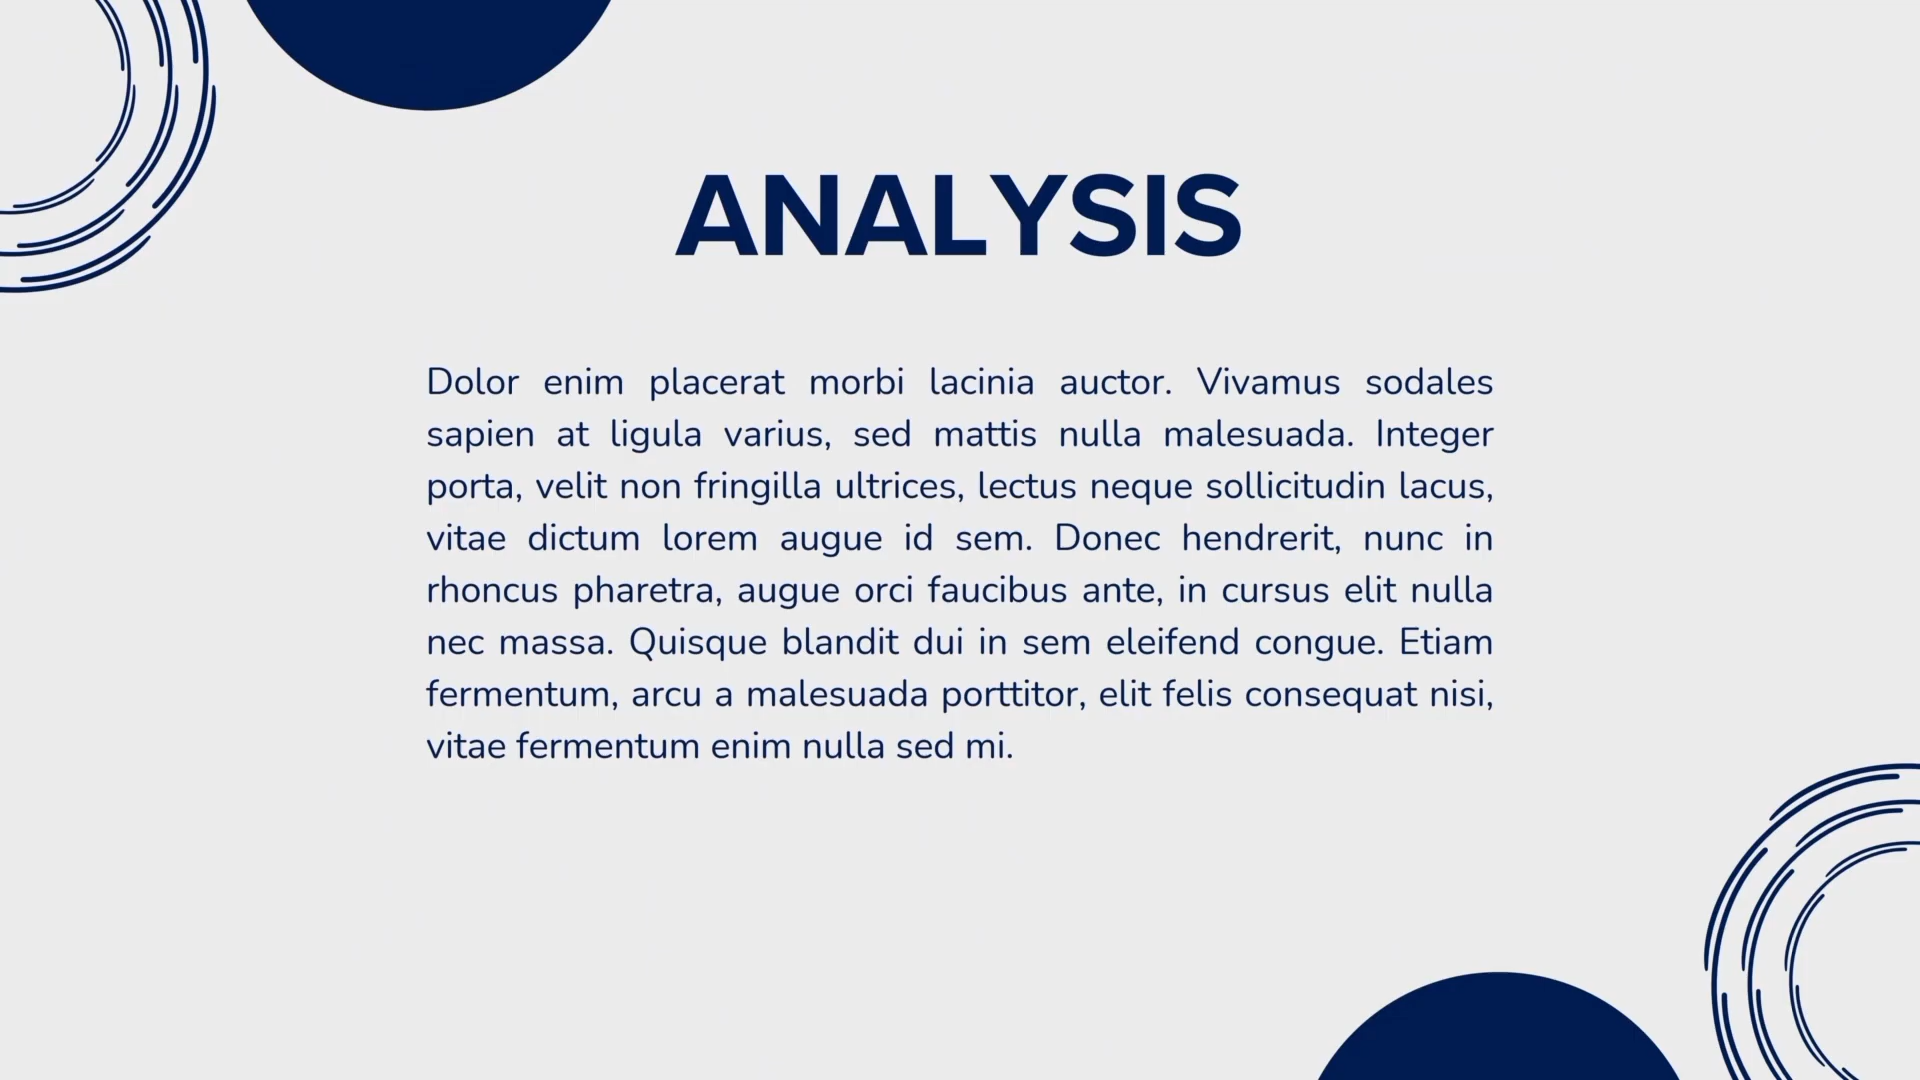 ANALYSIS
Dolor enim placerat morbi lacinia auctor. Vivamus sodales
sapien at ligula varius, sed mattis nulla malesuada. Integer
porta, velit non fringilla ultrices, lectus neque sollicitudin lacus,
vitae dictum lorem augue id sem. Donec hendrerit, nunc in
rhoncus pharetra, augue orci faucibus ante, in cursus elit nulla
nec massa. Quisque blandit dui in sem eleifend congue. Etiam
fermentum, arcu a malesuada porttitor, elit felis consequat nisi,
vitae fermentum enim nulla sed mi.